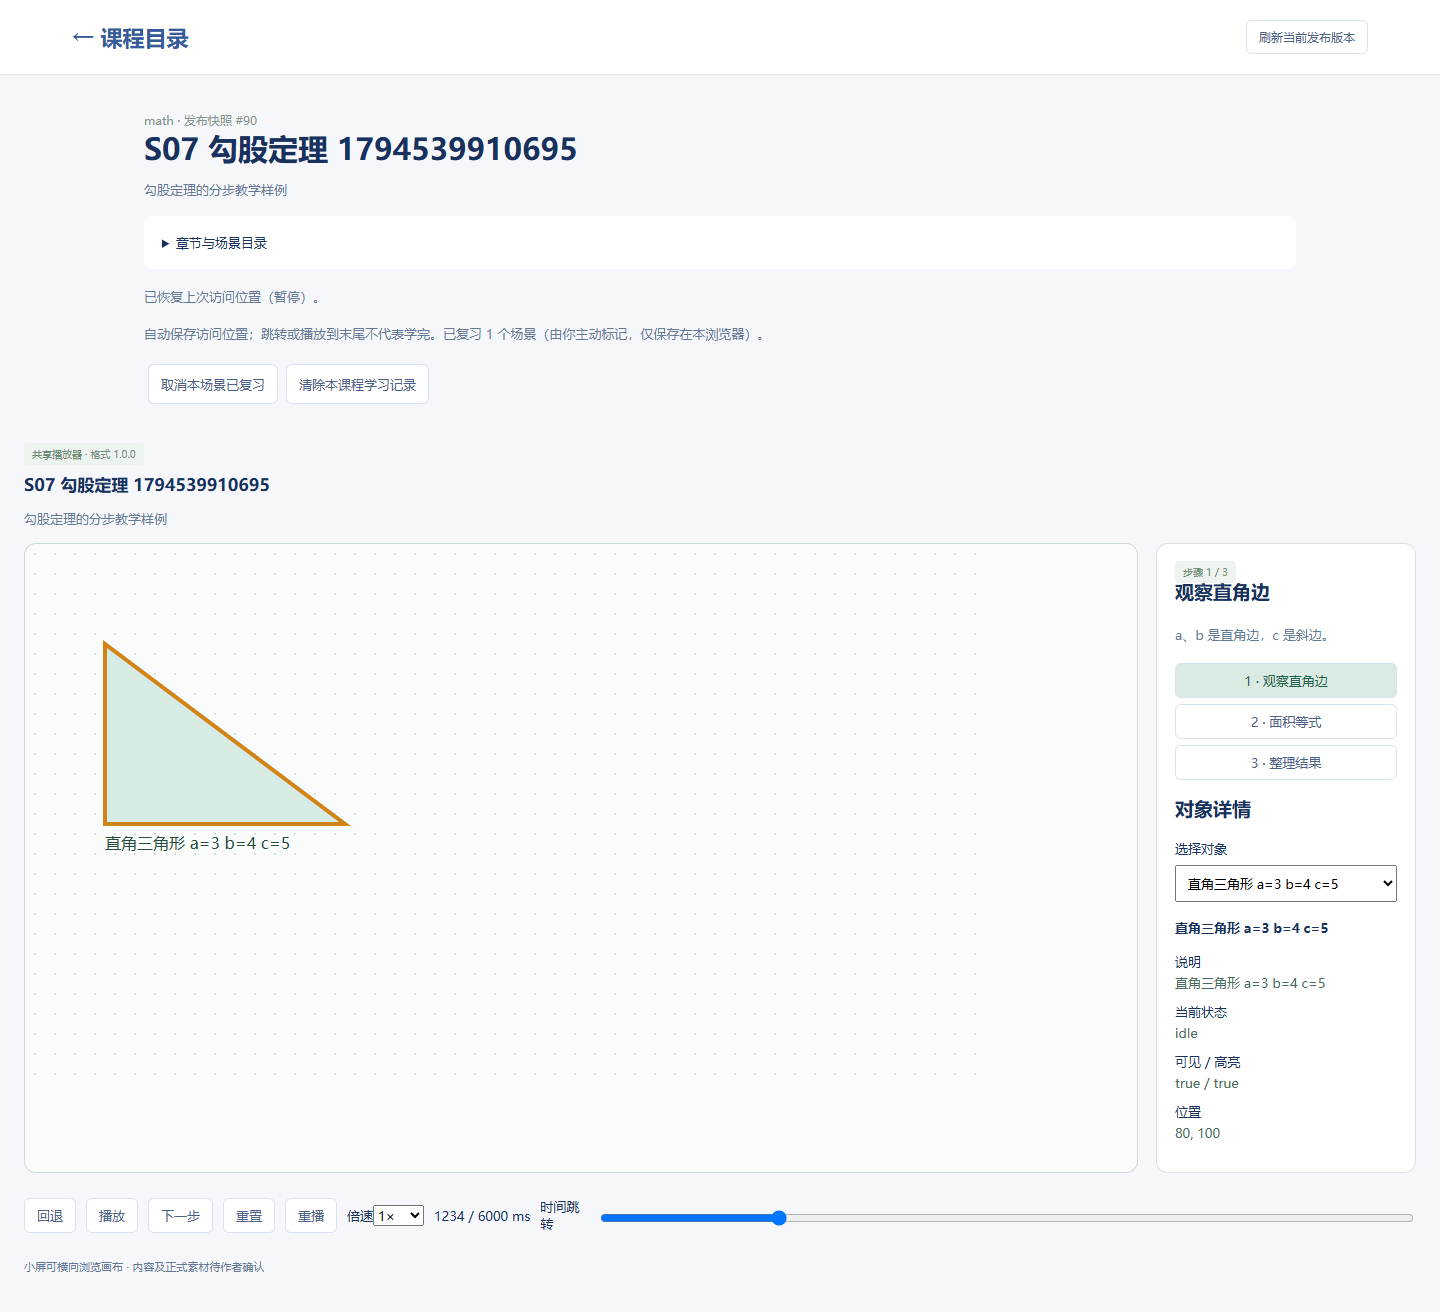 ← 课程目录
刷新当前发布版本
math · 发布快照 #90
S07 勾股定理 1794539910695
勾股定理的分步教学样例
▶ 章节与场景目录
已恢复上次访问位置（暂停）。
自动保存访问位置；跳转或播放到末尾不代表学完。已复习 1 个场景（由你主动标记，仅保存在本浏览器）。
取消本场景已复习
清除本课程学习记录
共享播放器 · 格式 1.0.0
S07 勾股定理 1794539910695
勾股定理的分步教学样例
直角三角形 a=3 b=4 c=5
步骤 1 / 3
观察直角边
a、b 是直角边，c 是斜边。
1 · 观察直角边
2 · 面积等式
3 · 整理结果
对象详情
选择对象
直角三角形 a=3 b=4 c=5
直角三角形 a=3 b=4 c=5
说明
直角三角形 a=3 b=4 c=5
当前状态
idle
可见 / 高亮
true / true
位置
80, 100
回退
播放
下一步
重置
重播
倍速 1×
1234 / 6000 ms
时间跳
转
小屏可横向浏览画布 · 内容及正式素材待作者确认